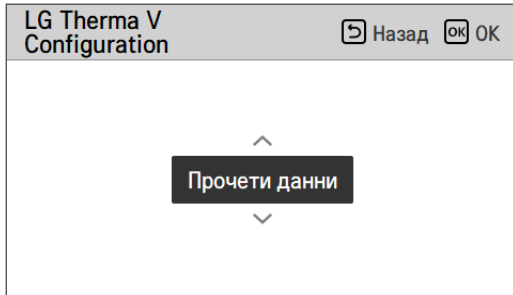 LG Therma V
Configuration
Назад OK OK
Прочети данни